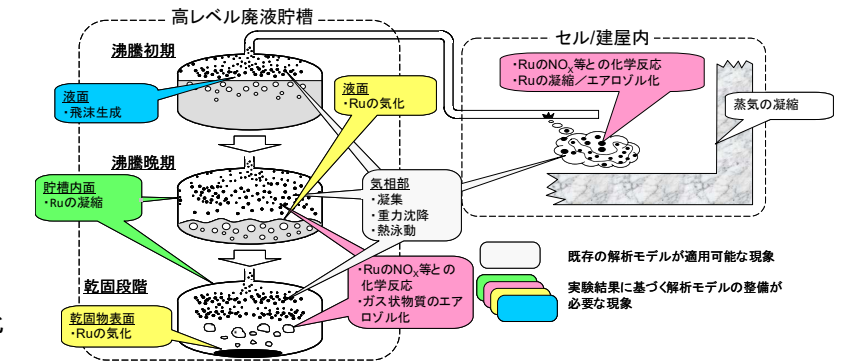 高レベル廃液貯槽
沸騰初期
液面
・飛沫生成
液面
・Ruの気化
沸騰晩期
貯槽内面
・Ruの凝縮
気相部
・凝集
・重力沈降
・熱泳動
乾固段階
乾固物表面
・Ruの気化
・RuのNOX等との
化学反応
・ガス状物質のエア
ロゾル化
セル/建屋内
・RuのNOX等との化学反応
・Ruの凝縮／エアロゾル化
蒸気の凝縮
既存の解析モデルが適用可能な現象
実験結果に基づく解析モデルの整備が
必要な現象